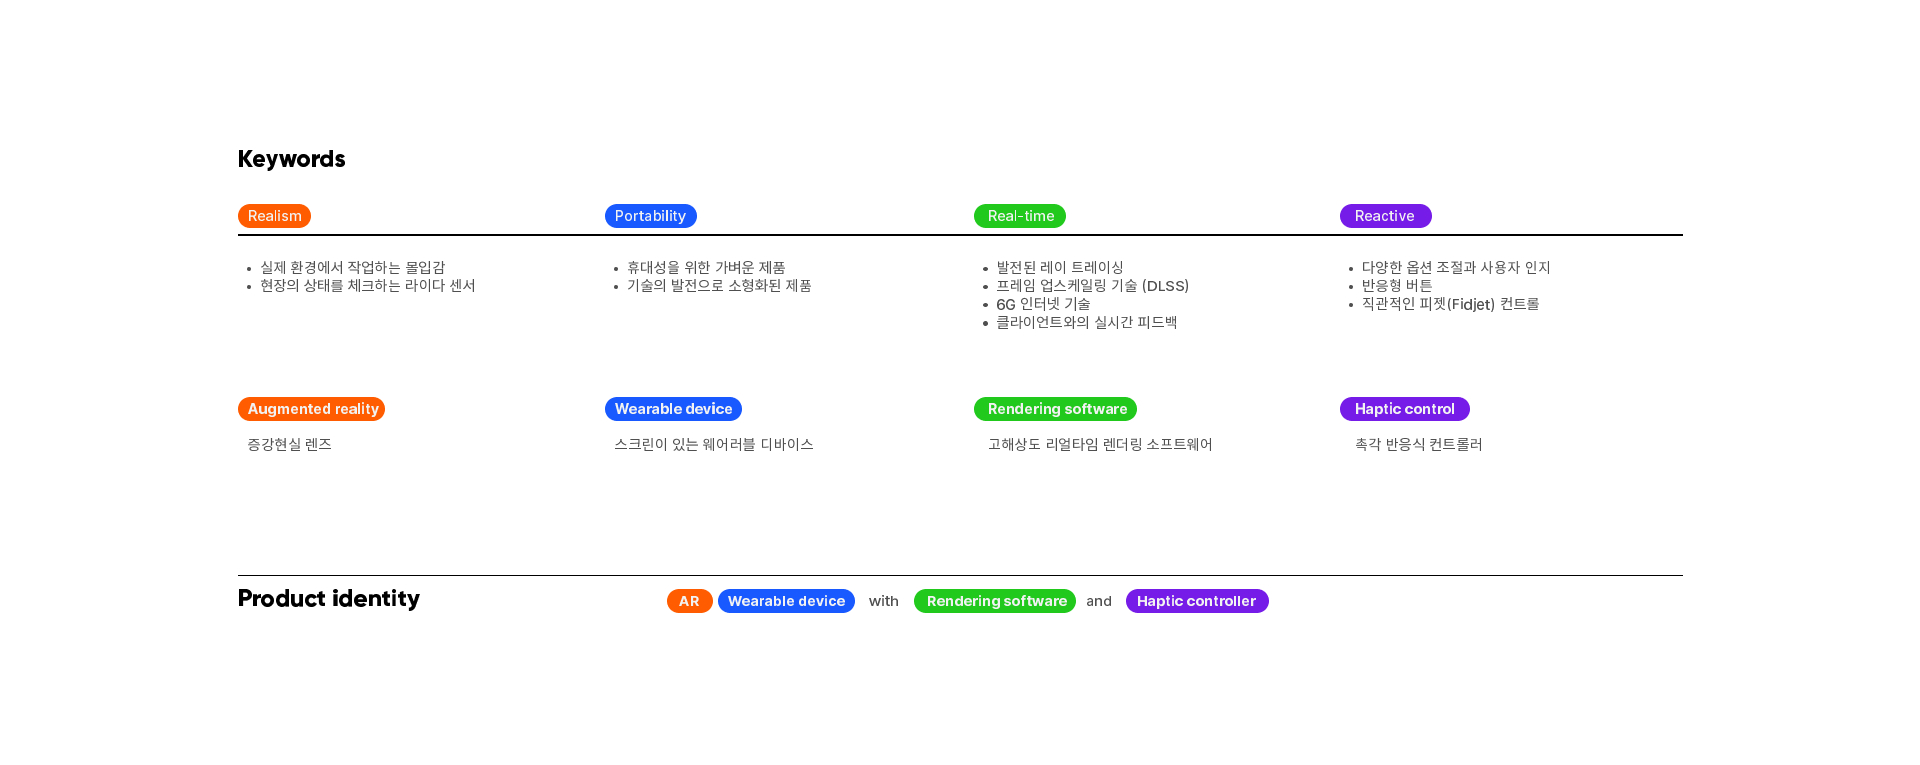 Keywords
Realism
Portability
Real-time
Reactive
• 실제 환경에서 작업하는 몰입감
• 현장의 상태를 체크하는 라이다 센서
• 휴대성을 위한 가벼운 제품
• 기술의 발전으로 소형화된 제품
• 발전된 레이 트레이싱
• 프레임 업스케일링 기술 (DLSS)
• 6G 인터넷 기술
• 클라이언트와의 실시간 피드백
• 다양한 옵션 조절과 사용자 인지
• 반응형 버튼
• 직관적인 피젯(Fidjet) 컨트롤
Augmented reality
증강현실 렌즈
Wearable device
스크린이 있는 웨어러블 디바이스
Rendering software
고해상도 리얼타임 렌더링 소프트웨어
Haptic control
촉각 반응식 컨트롤러
Product identity
AR Wearable device with Rendering software and Haptic controller